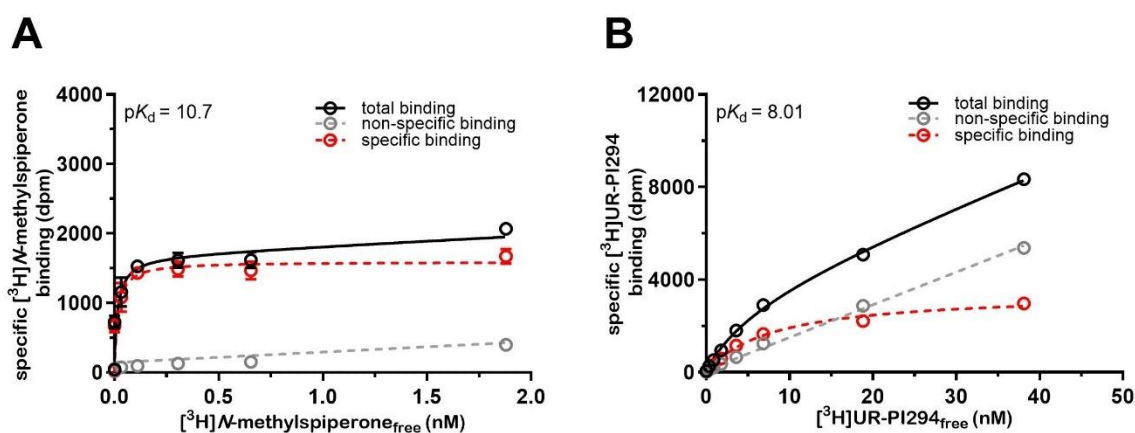 A
specific [³H]N-methylspiperone
binding (dpm)
4000
3000
2000
1000
0
pKd = 10.7
total binding
non-specific binding
specific binding
0.0
0.5
1.0
1.5
2.0
[³H]N-methylspiperonefree (nM)
B
specific [³H]UR-PI294
binding (dpm)
12000
8000
4000
0
pKd = 8.01
total binding
non-specific binding
specific binding
0
10
20
30
40
50
[³H]UR-PI294free (nM)